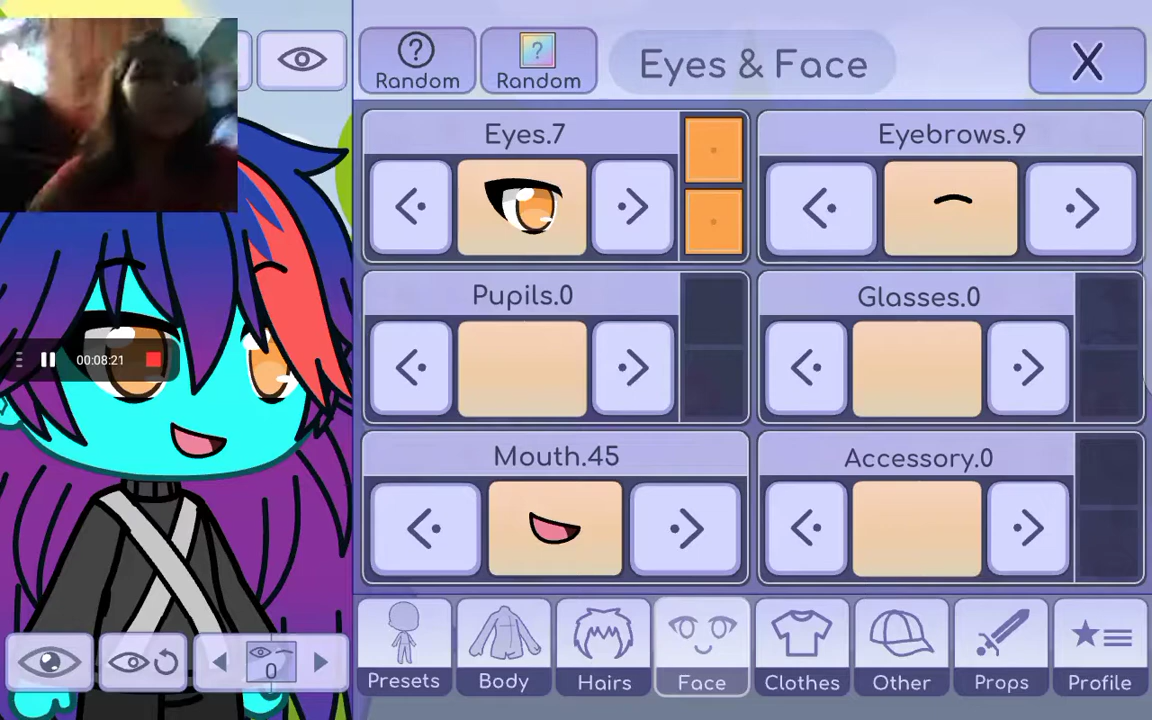 ?
Random
?
Random
Eyes & Face
X
Eyes.7
Eyebrows.9
Pupils.0
Glasses.0
00:08:21
Mouth.45
Accessory.0
0
Presets
Body
Hairs
Face
Clothes
Other
Props
Profile